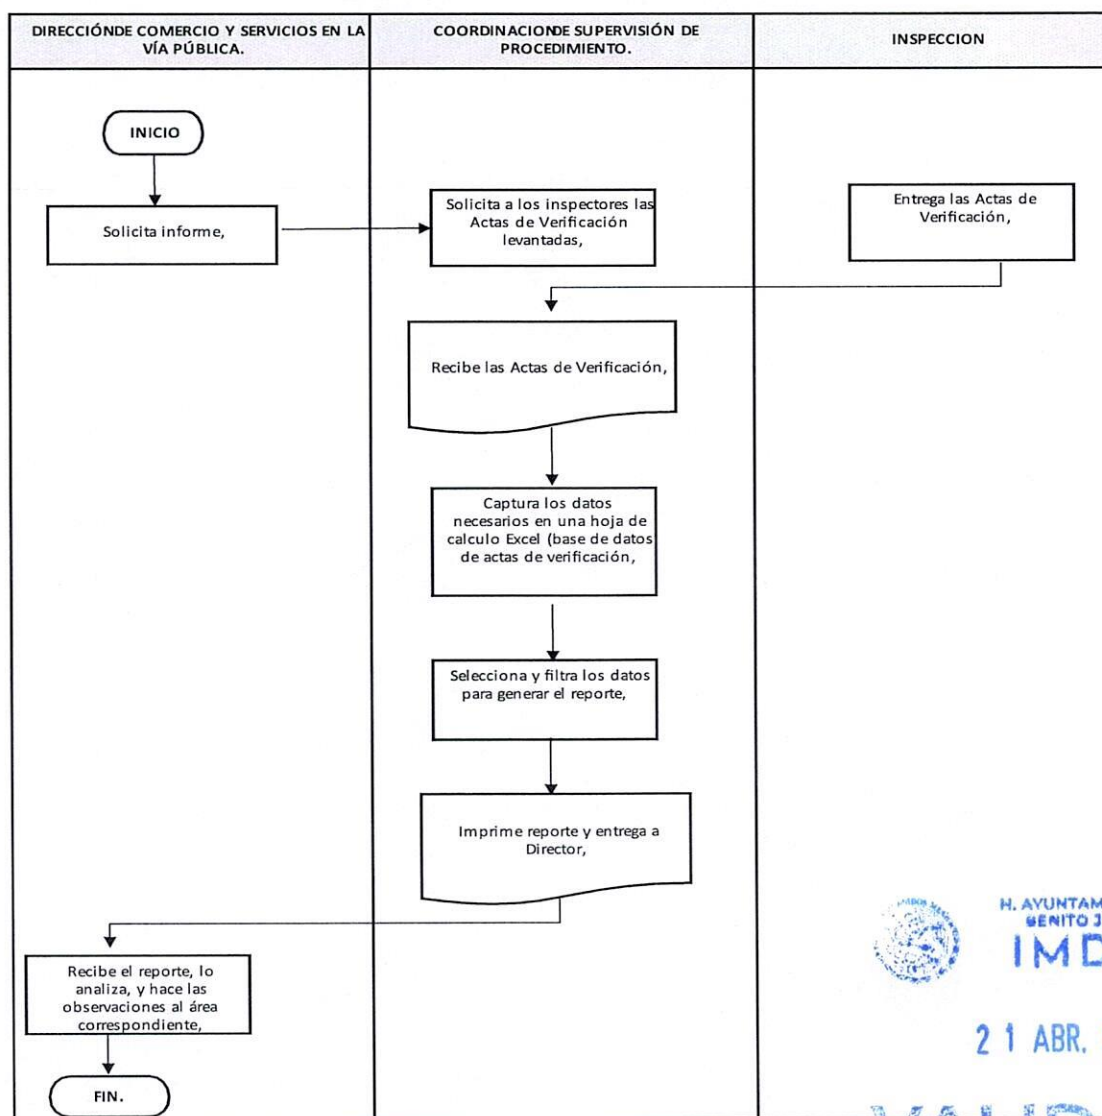 DIRECCIÓNDE COMERCIO Y SERVICIOS EN LA
VÍA PÚBLICA.
COORDINACIONDE SUPERVISIÓN DE
PROCEDIMIENTO.
INSPECCION
INICIO
Solicita informe,
Solicita a los inspectores las
Actas de Verificación
levantadas,
Entrega las Actas de
Verificación,
Recibe las Actas de Verificación,
Captura los datos
necesarios en una hoja de
calculo Excel (base de datos
de actas de verificación,
Selecciona y filtra los datos
para generar el reporte,
Imprime reporte y entrega a
Director,
Recibe el reporte, lo
analiza, y hace las
observaciones al área
correspondiente,
FIN.
H. AYUNTAM
BENITO J
IMD
21 ABR.